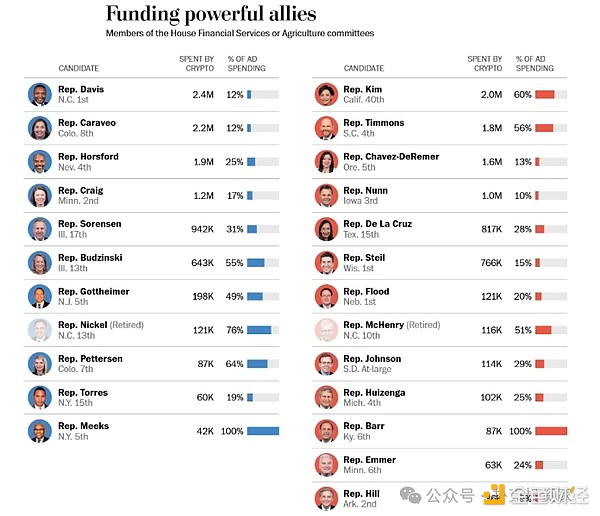 Funding powerful allies
Members of the House Financial Services or Agriculture committees
CANDIDATE SPENT BY CRYPTO % OF AD SPENDING
Rep. Davis 2.4M 12%
N.C. 1st
Rep. Caraveo 2.2M 12%
Colo. 8th
Rep. Horsford 1.9M 25%
Nev. 4th
Rep. Craig 1.2M 17%
Minn. 2nd
Rep. Sorensen 942K 31%
Ill. 17th
Rep. Budzinski 643K 55%
Ill. 13th
Rep. Gottheimer 198K 49%
N.J. 5th
Rep. Nickel (Retired) 121K 76%
N.C. 13th
Rep. Pettersen 87K 64%
Colo. 7th
Rep. Torres 60K 19%
N.Y. 15th
Rep. Meeks 42K 100%
N.Y. 5th
CANDIDATE SPENT BY CRYPTO % OF AD SPENDING
Rep. Kim 2.0M 60%
Calif. 40th
Rep. Timmons 1.8M 56%
S.C. 4th
Rep. Chavez-DeRemer 1.6M 13%
Ore. 5th
Rep. Nunn 1.0M 10%
Iowa 3rd
Rep. De La Cruz 817K 28%
Tex. 15th
Rep. Steil 766K 15%
Wis. 1st
Rep. Flood 121K 20%
Neb. 1st
Rep. McHenry (Retired) 116K 51%
N.C. 10th
Rep. Johnson 114K 29%
S.D. At-large
Rep. Huizenga 102K 25%
Mich. 4th
Rep. Barr 87K 100%
Ky. 6th
Rep. Emmer 63K 24%
Minn. 6th
Rep. Hill
Ark. 2nd
公众号